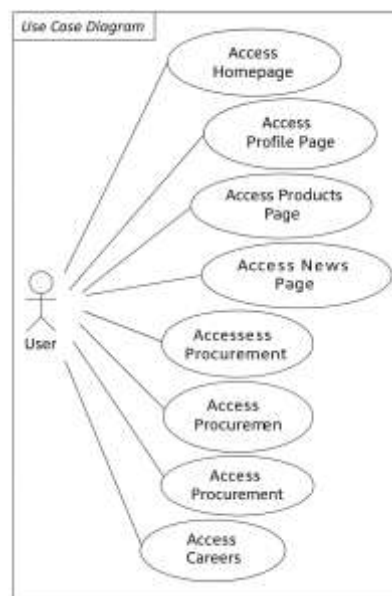 Use Case Diagram
Access
Homepage
Access
Profile Page
Access Products
Page
Access News
Page
Accessess
Procurement
Access
Procuremen
Access
Procurement
Access
Careers
User